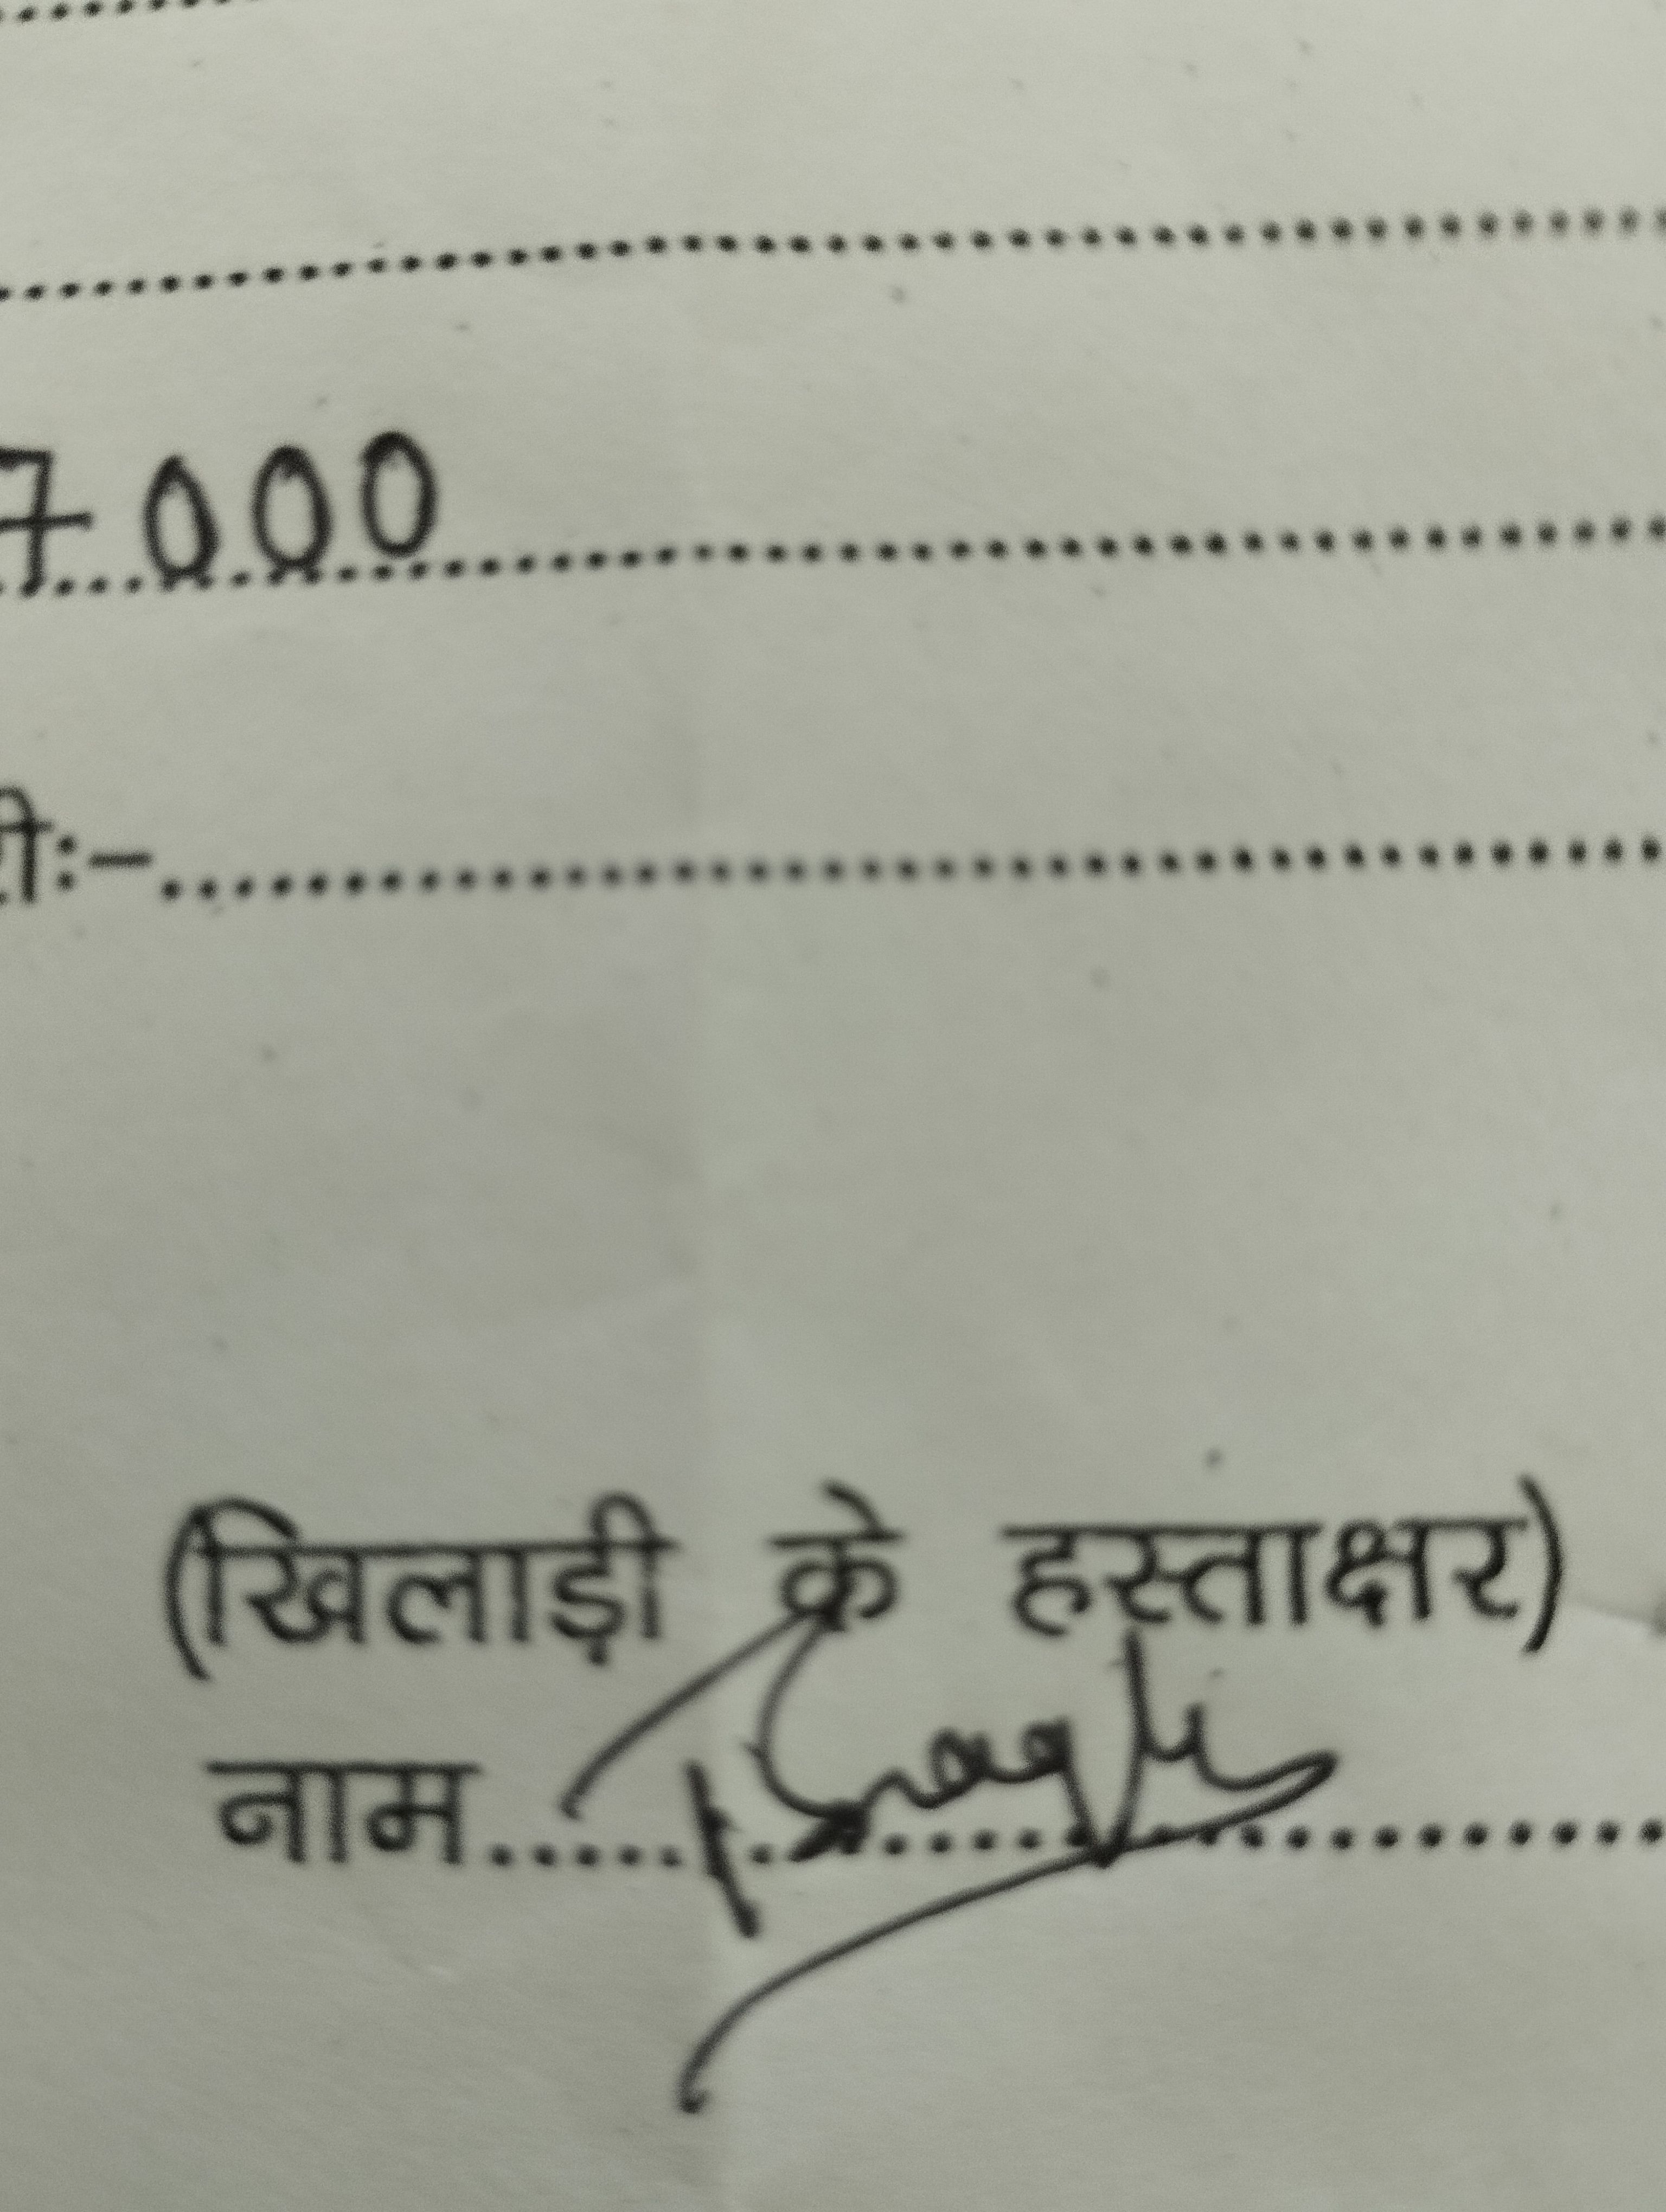 7000
री:-
(खिलाड़ी के हस्ताक्षर)
नाम